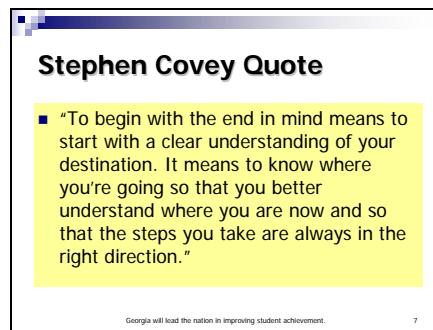 Stephen Covey Quote
"To begin with the end in mind means to
start with a clear understanding of your
destination. It means to know where
you're going so that you better
understand where you are now and so
that the steps you take are always in the
right direction."
Georgia will lead the nation in improving student achievement. 7